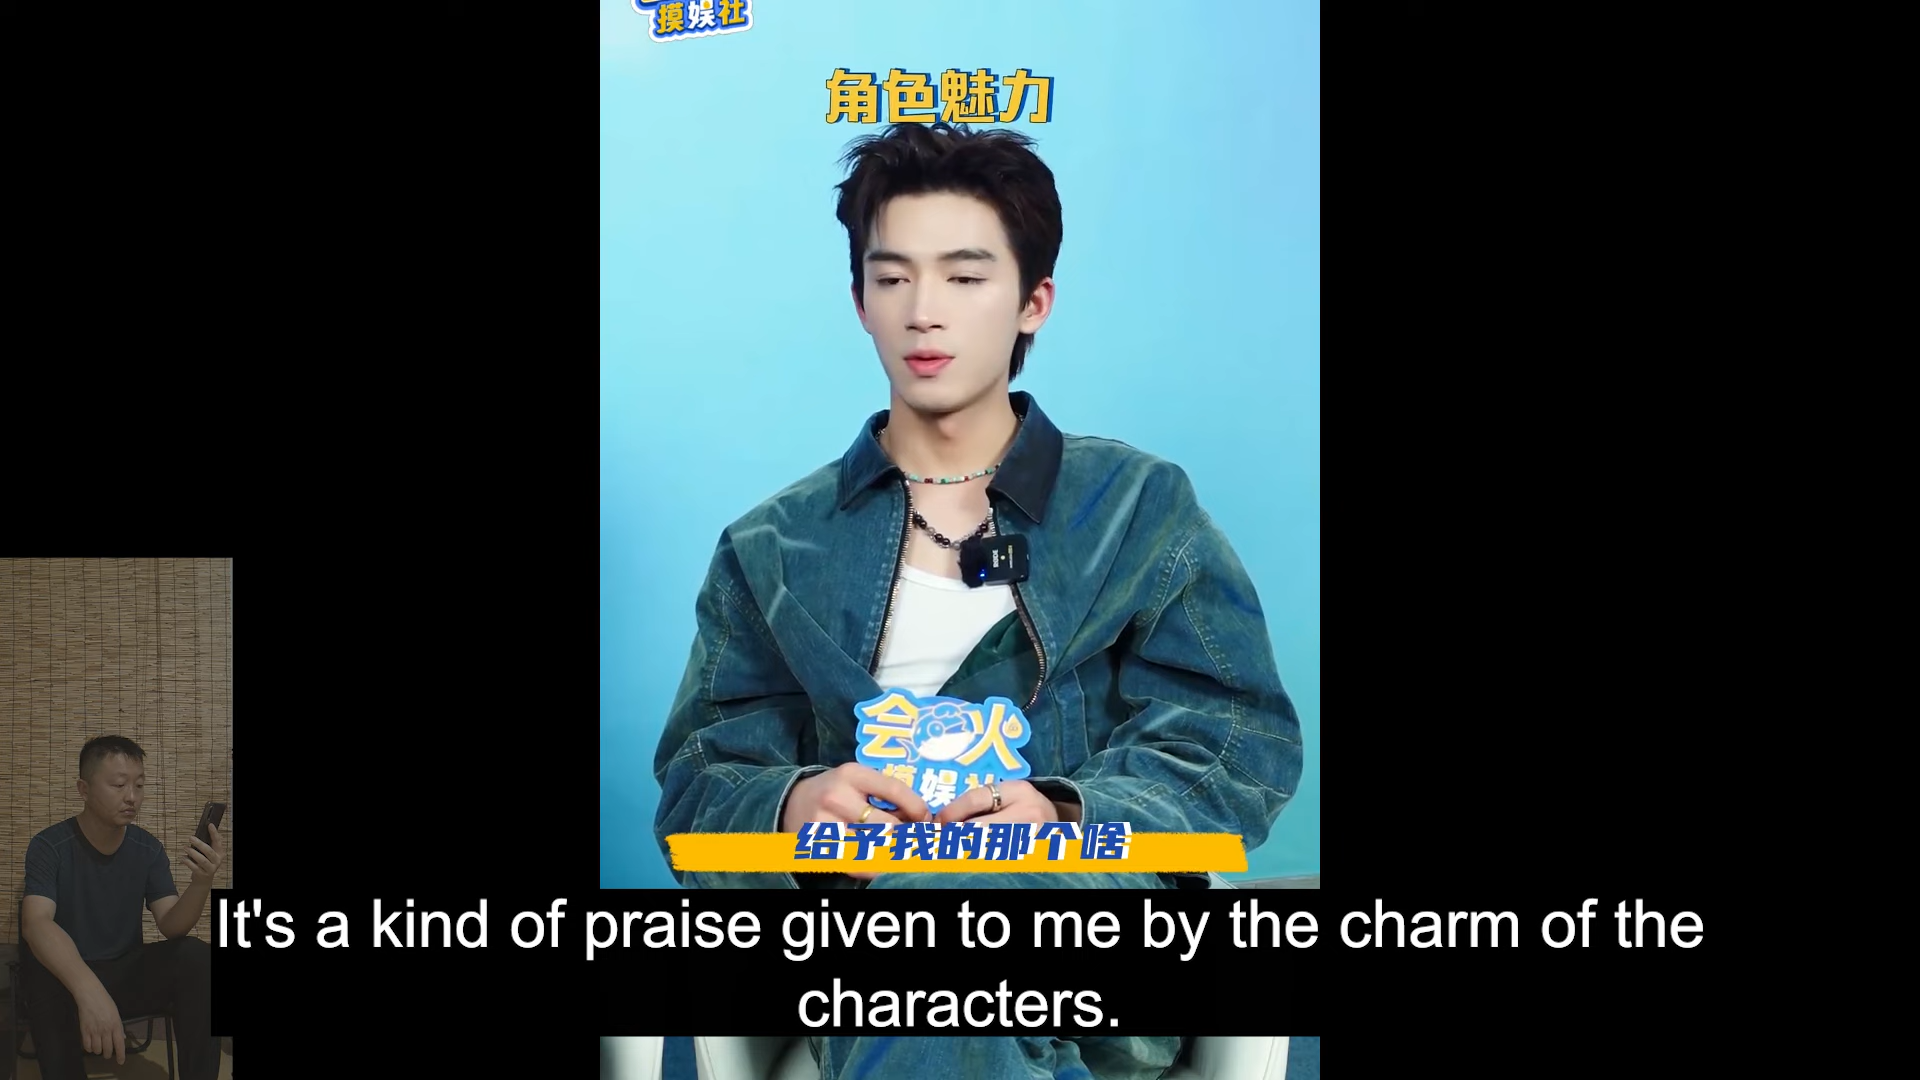 摸娱社
角色魅力
RØDE
会火
摸娱社
给予我的那个啥
It's a kind of praise given to me by the charm of the
characters.